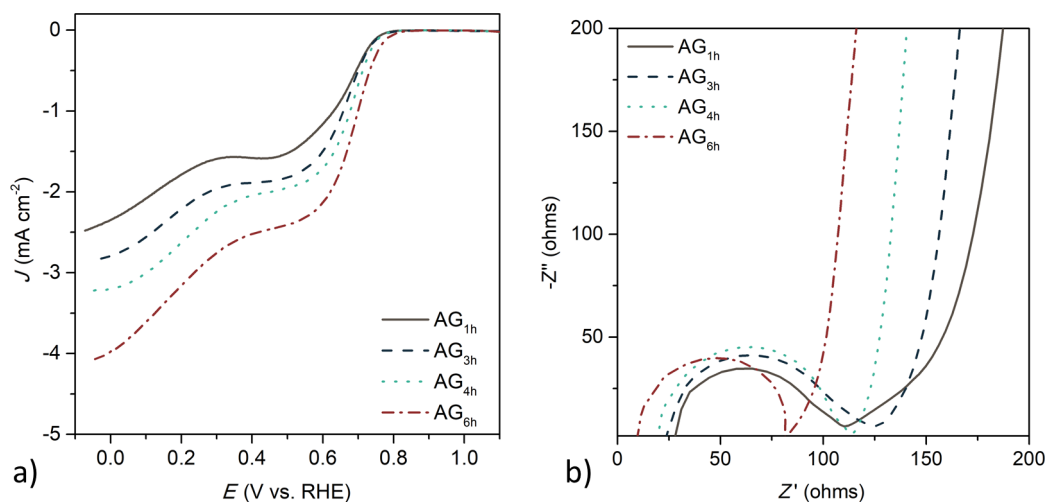 0
-1
-2
-3
-4
-5
J (mA cm⁻²)
AG₁ₕ
AG₃ₕ
AG₄ₕ
AG₆ₕ
0.0 0.2 0.4 0.6 0.8 1.0
E (V vs. RHE)
a)
200
150
100
50
-Z" (ohms)
AG₁ₕ
AG₃ₕ
AG₄ₕ
AG₆ₕ
0 50 100 150 200
Z' (ohms)
b)